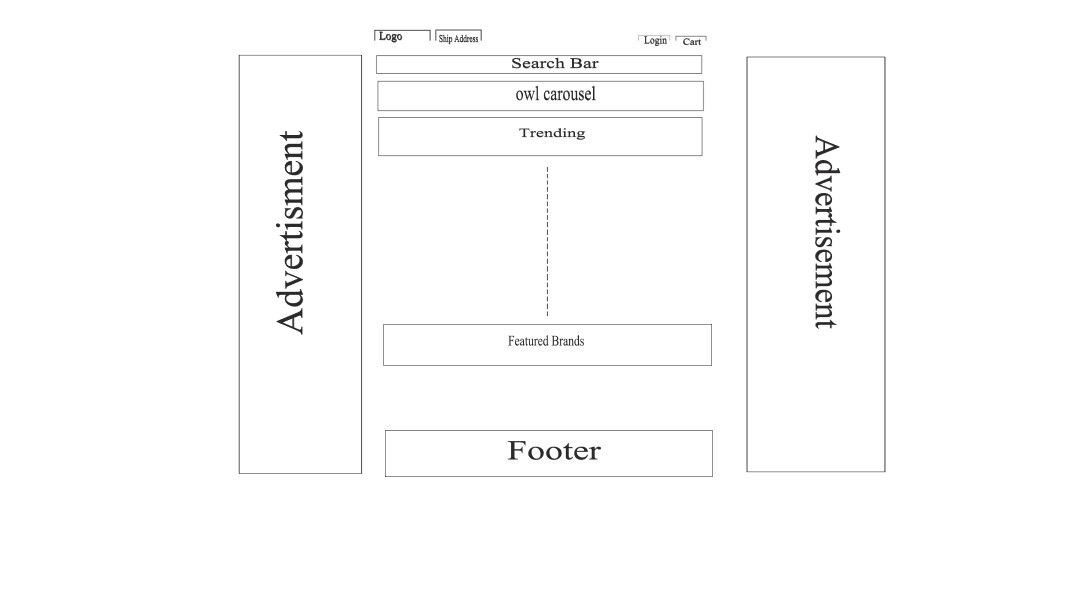 Logo
Ship Address
Login
Cart
Search Bar
owl carousel
Trending
Advertisment
Advertisement
Featured Brands
Footer